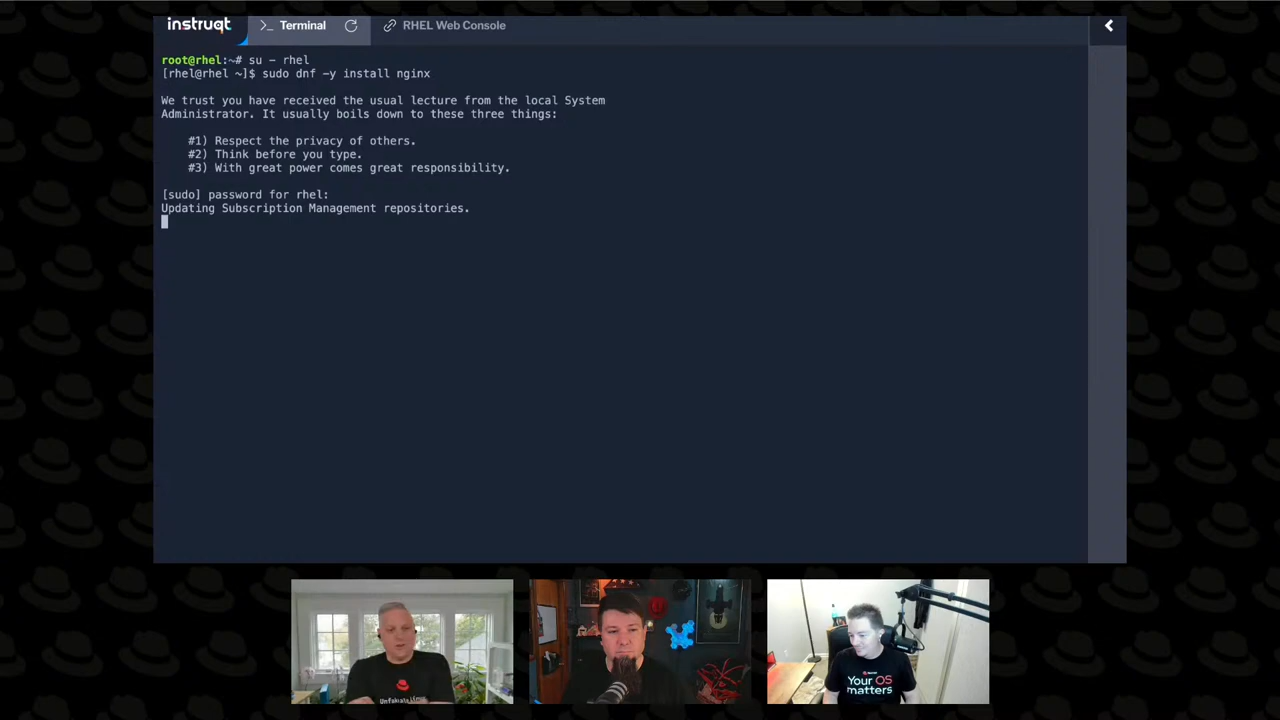 instruqt
>_ Terminal
RHEL Web Console
root@rhel:~# su - rhel
[rhel@rhel ~]$ sudo dnf -y install nginx
We trust you have received the usual lecture from the local System
Administrator. It usually boils down to these three things:
#1) Respect the privacy of others.
#2) Think before you type.
#3) With great power comes great responsibility.
[sudo] password for rhel:
Updating Subscription Management repositories.
Your OS
matters